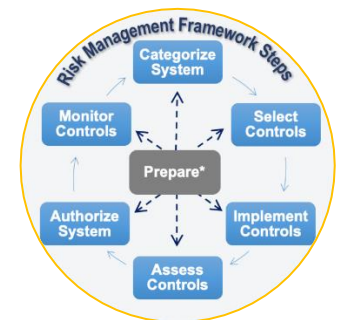 Risk Management Framework Steps
Categorize
System
Select
Controls
Implement
Controls
Assess
Controls
Authorize
System
Monitor
Controls
Prepare*